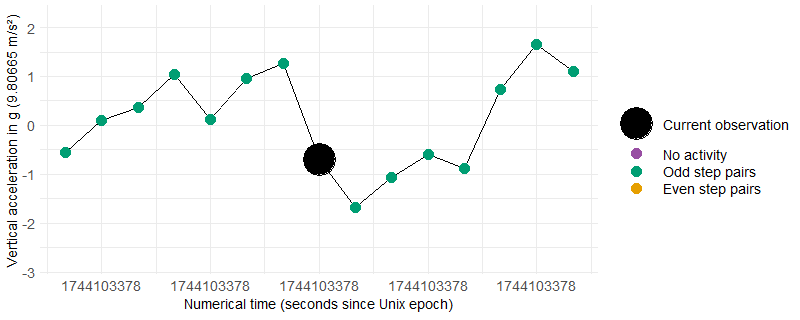 Vertical acceleration in g (9.80665 m/s²)
2
1
0
-1
-2
-3
1744103378 1744103378 1744103378 1744103378 1744103378
Numerical time (seconds since Unix epoch)
Current observation
No activity
Odd step pairs
Even step pairs